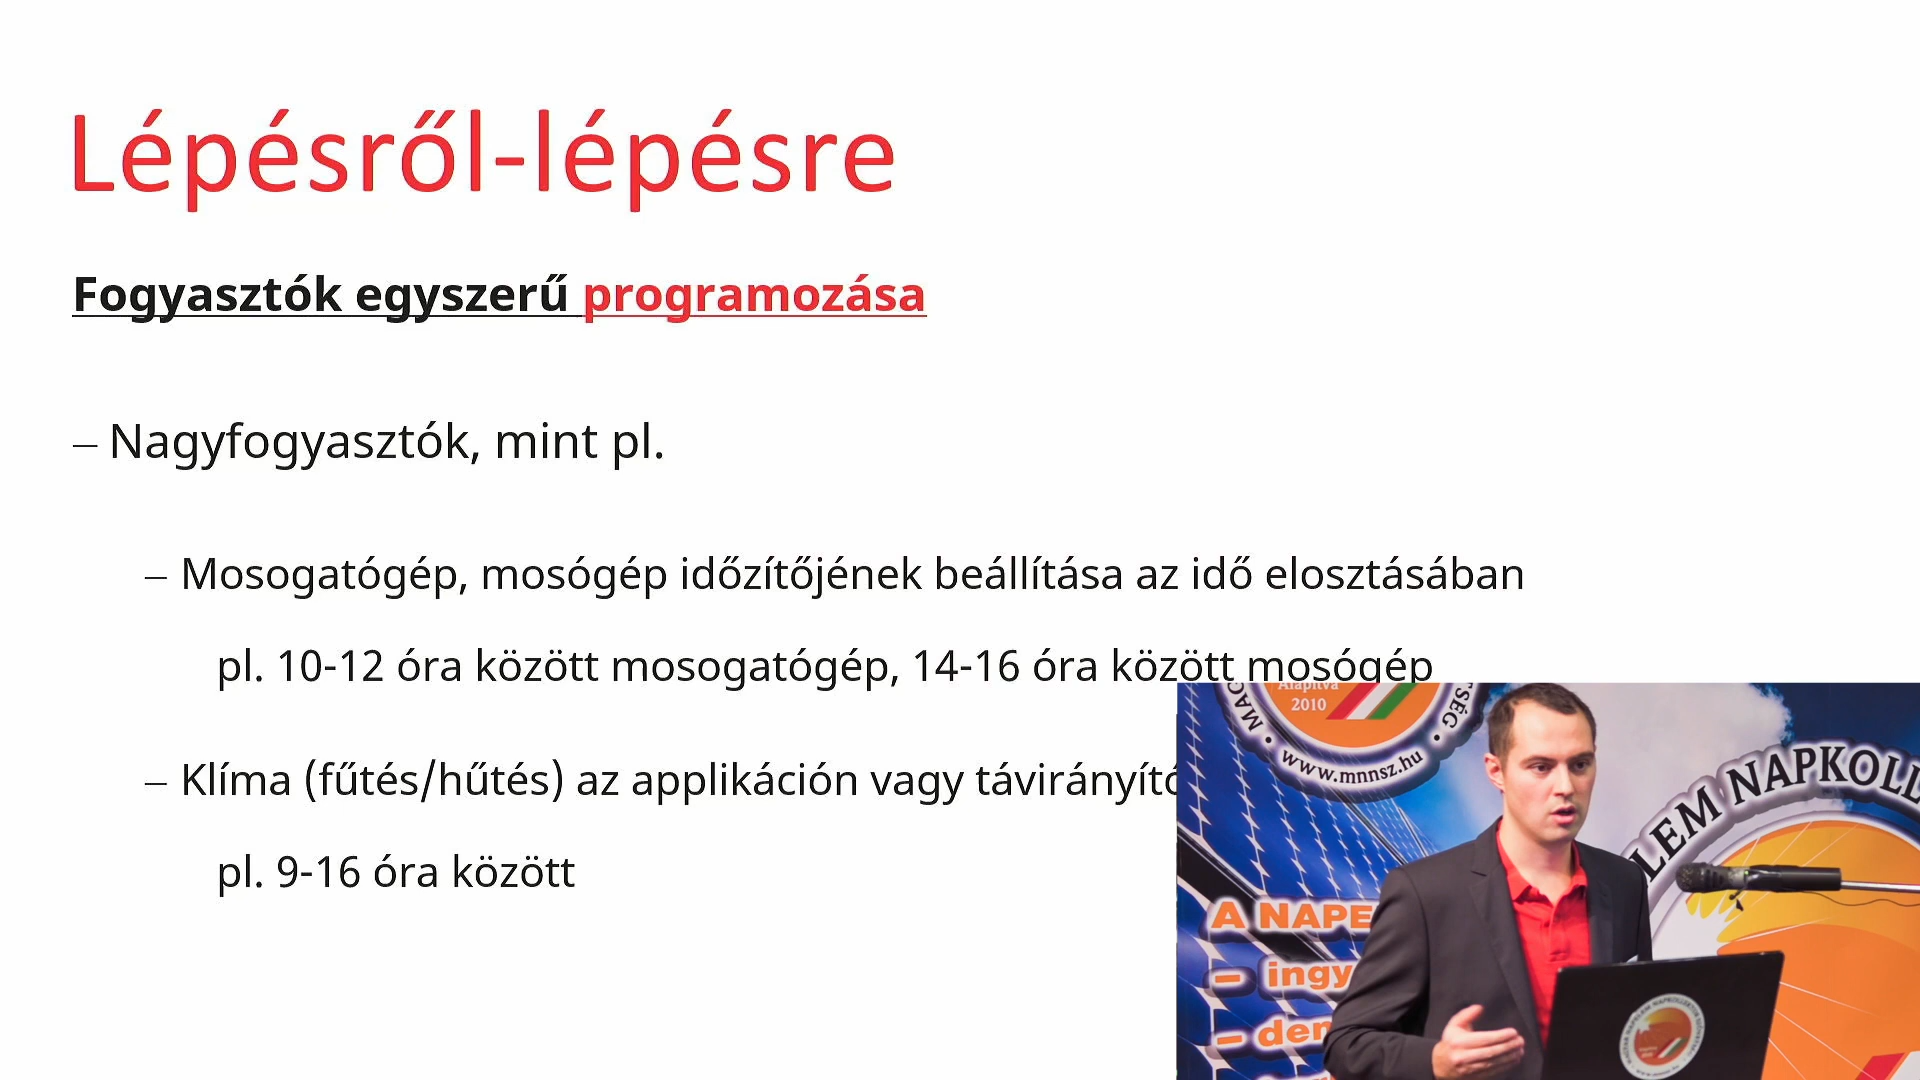 Lépésről-lépésre
Fogyasztók egyszerű programozása
– Nagyfogyasztók, mint pl.
– Mosogatógép, mosógép időzítőjének beállítása az idő elosztásában
pl. 10-12 óra között mosogatógép, 14-16 óra között mosógép
– Klíma (fűtés/hűtés) az applikáción vagy távirányító
pl. 9-16 óra között
Alapítva
2010
www.mnnsz.hu
NAPKOLL
A NAPE
– ingy
– den